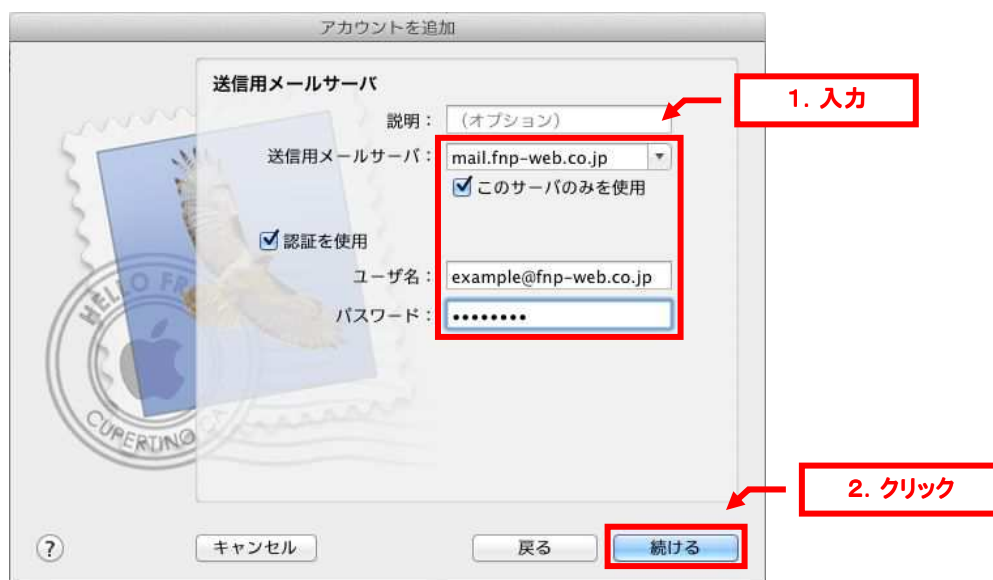 アカウントを追加
送信用メールサーバ
1. 入力
説明： (オプション)
送信用メールサーバ： mail.fnp-web.co.jp
このサーバのみを使用
認証を使用
ユーザ名： example@fnp-web.co.jp
パスワード： ••••••••
HELLO FR
CUPERTINO CA
2. クリック
? キャンセル 戻る 続ける